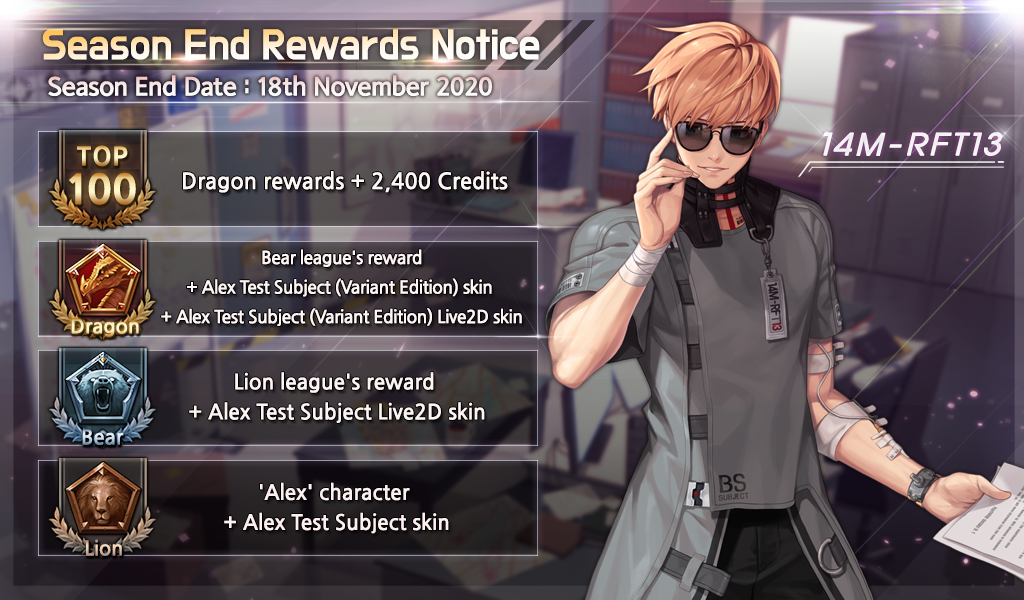 Season End Rewards Notice
Season End Date : 18th November 2020
TOP
100
Dragon rewards + 2,400 Credits
Dragon
Bear league's reward
+ Alex Test Subject (Variant Edition) skin
+ Alex Test Subject (Variant Edition) Live2D skin
Bear
Lion league's reward
+ Alex Test Subject Live2D skin
Lion
'Alex' character
+ Alex Test Subject skin
14M-RFT13
14M-RFT13
BS
SUBJECT